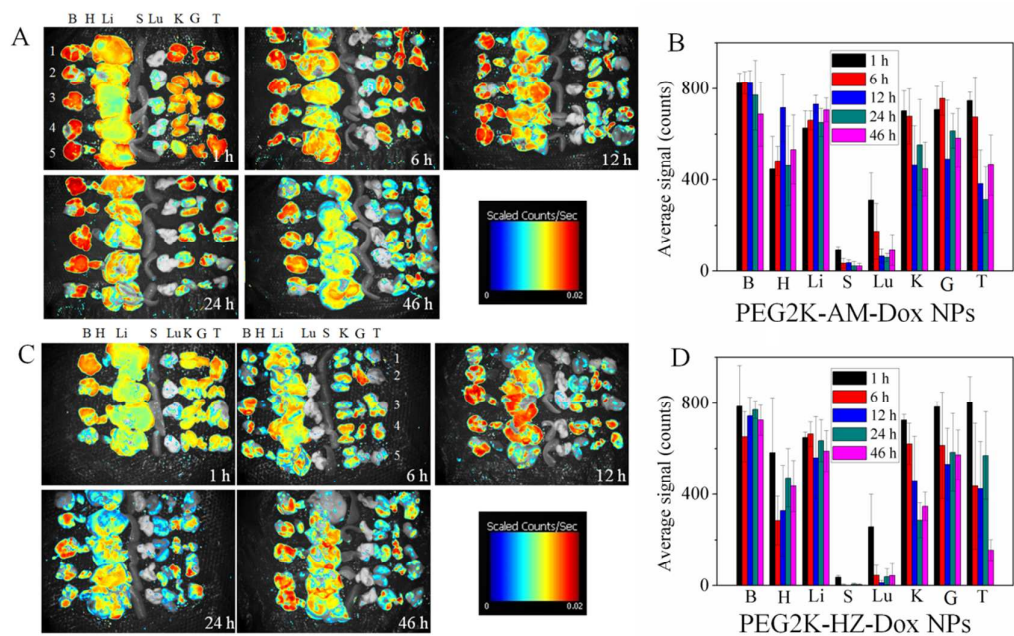 A
B H Li S Lu K G T
1
2
3
4
5
1 h
6 h
12 h
24 h
46 h
Scaled Counts/Sec
0 0.02
B
Average signal (counts)
800
400
0
1 h
6 h
12 h
24 h
46 h
B H Li S Lu K G T
PEG2K-AM-Dox NPs
C
B H Li S Lu K G T
B H Li Lu S K G T
1
2
3
4
5
1 h
6 h
12 h
24 h
46 h
Scaled Counts/Sec
0 0.02
D
Average signal (counts)
800
400
0
1 h
6 h
12 h
24 h
46 h
B H Li S Lu K G T
PEG2K-HZ-Dox NPs